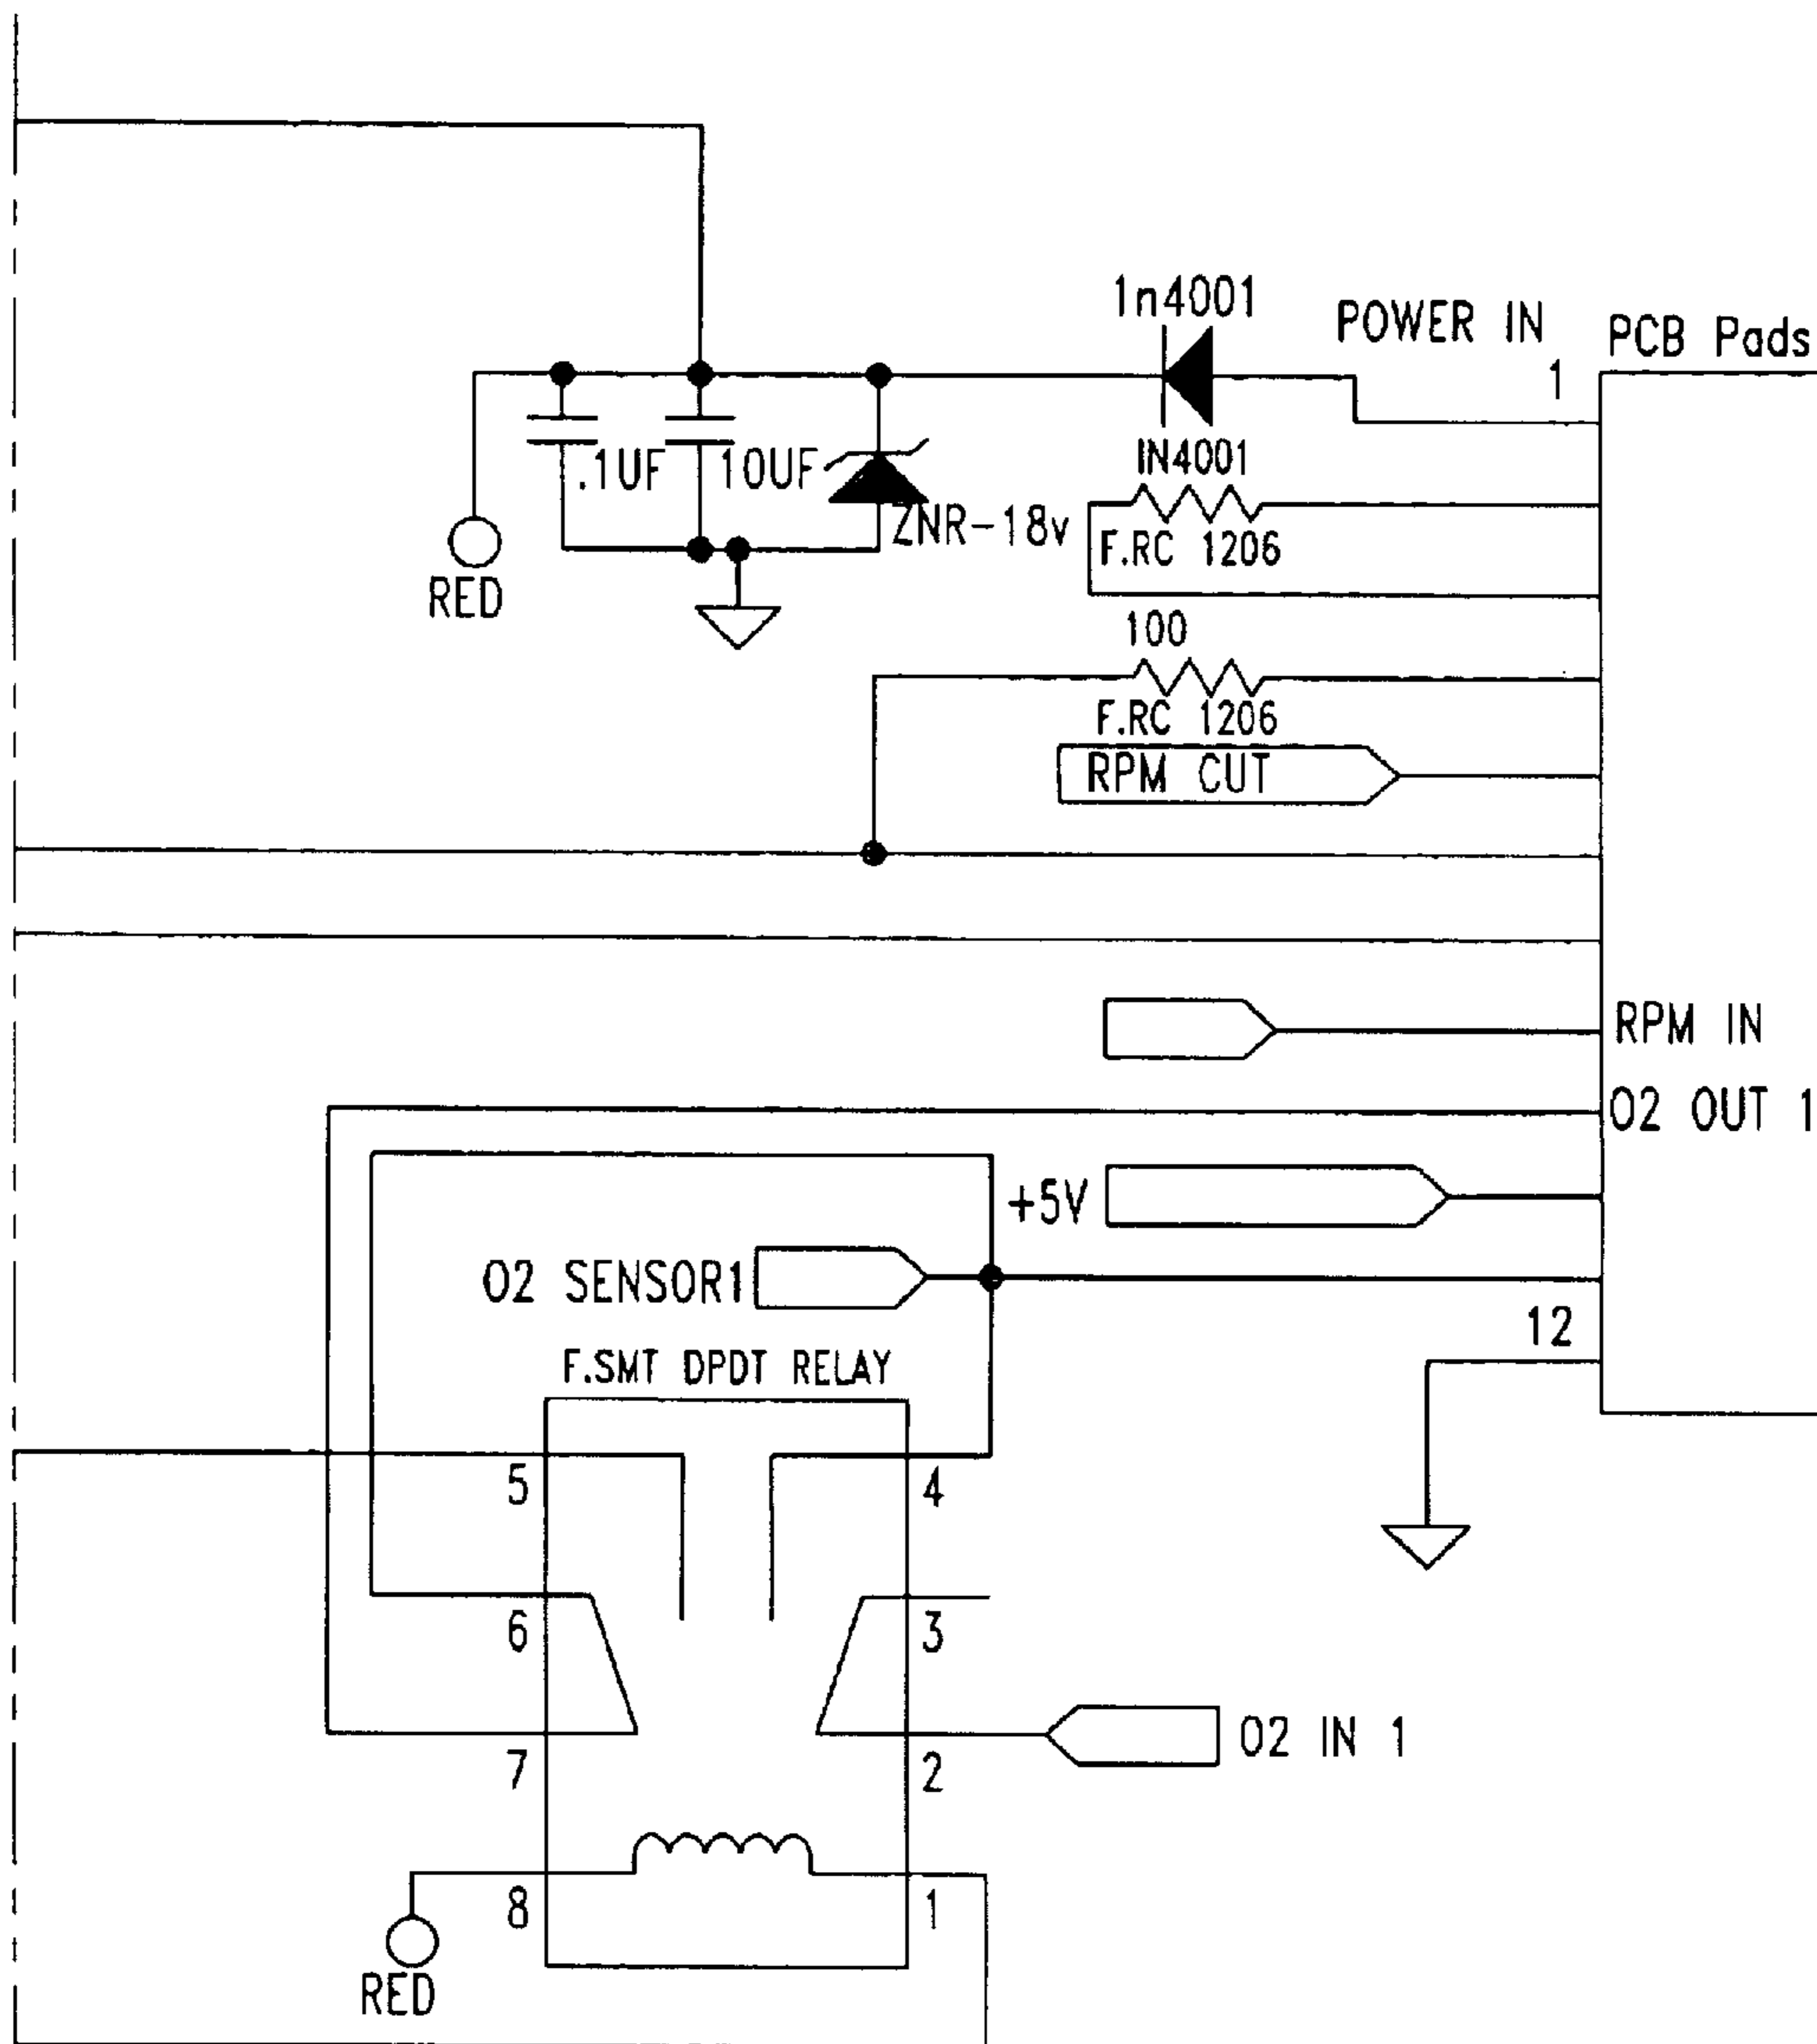 1n4001
POWER IN
1
PCB Pads
.1UF
10UF
IN4001
ZNR-18v
F.RC 1206
RED
100
F.RC 1206
RPM CUT
RPM IN
O2 OUT 1
+5V
O2 SENSOR1
12
F.SMT DPDT RELAY
5
4
6
3
7
2
O2 IN 1
8
1
RED